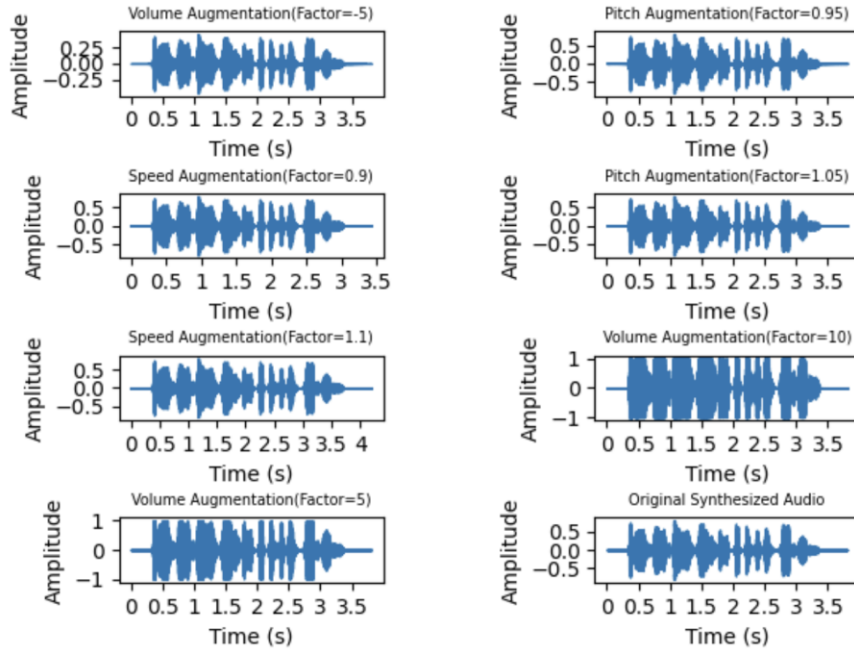 Volume Augmentation(Factor=-5)
Amplitude
0.25
0.00
−0.25
0 0.5 1 1.5 2 2.5 3 3.5
Time (s)
Pitch Augmentation(Factor=0.95)
Amplitude
0.5
0.0
−0.5
0 0.5 1 1.5 2 2.5 3 3.5
Time (s)
Speed Augmentation(Factor=0.9)
Amplitude
0.5
0.0
−0.5
0 0.5 1 1.5 2 2.5 3 3.5
Time (s)
Pitch Augmentation(Factor=1.05)
Amplitude
0.5
0.0
−0.5
0 0.5 1 1.5 2 2.5 3 3.5
Time (s)
Speed Augmentation(Factor=1.1)
Amplitude
0.5
0.0
−0.5
0 0.5 1 1.5 2 2.5 3 3.5 4
Time (s)
Volume Augmentation(Factor=10)
Amplitude
1
0
−1
0 0.5 1 1.5 2 2.5 3 3.5
Time (s)
Volume Augmentation(Factor=5)
Amplitude
1
0
−1
0 0.5 1 1.5 2 2.5 3 3.5
Time (s)
Original Synthesized Audio
Amplitude
0.5
0.0
−0.5
0 0.5 1 1.5 2 2.5 3 3.5
Time (s)